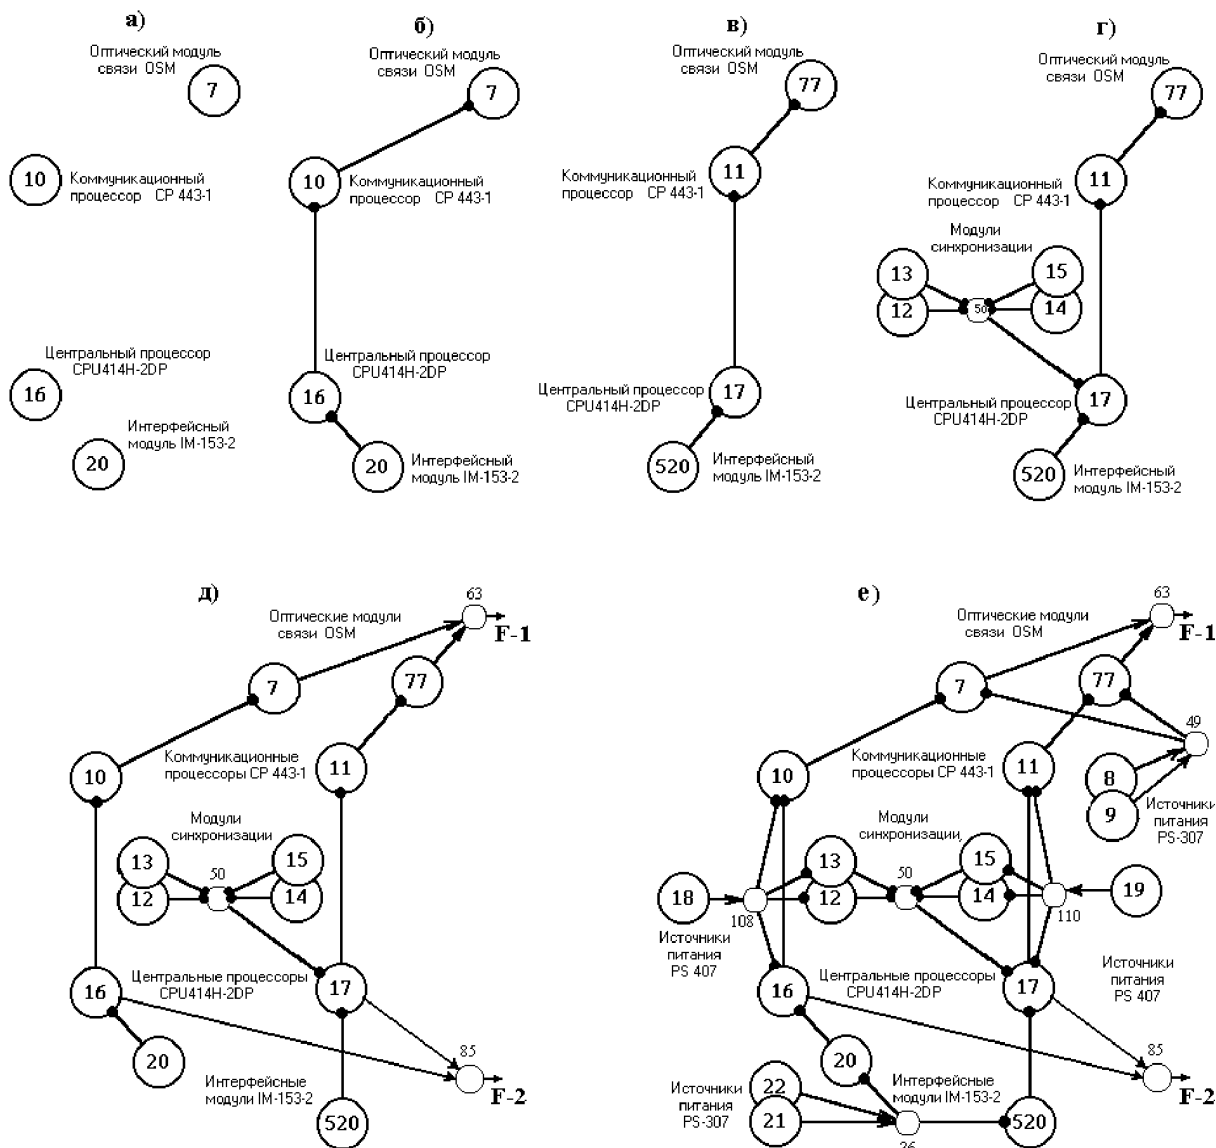 а)
Оптический модуль
связи OSM
7
10
Коммуникационный
процессор CP 443-1
Центральный процессор
CPU414H-2DP
16
Интерфейсный
модуль IM-153-2
20
б)
Оптический модуль
связи OSM
7
10
Коммуникационный
процессор CP 443-1
Центральный процессор
CPU414H-2DP
16
20
Интерфейсный
модуль IM-153-2
в)
Оптический модуль
связи OSM
77
11
Коммуникационный
процессор CP 443-1
Центральный процессор
CPU414H-2DP
17
520
Интерфейсный
модуль IM-153-2
г)
Оптический модуль
связи OSM
77
11
Коммуникационный
процессор CP 443-1
Модули
синхронизации
13
15
12
50
14
Центральный процессор
CPU414H-2DP
17
520
Интерфейсный
модуль IM-153-2
д)
63
Оптические модули
связи OSM
F-1
7
77
10
Коммуникационные
процессоры CP 443-1
11
Модули
синхронизации
13
50
15
12
14
Центральные процессоры
CPU414H-2DP
16
17
85
20
F-2
Интерфейсные
модули IM-153-2
520
е)
63
Оптические модули
связи OSM
F-1
7
77
49
10
Коммуникационные
процессоры CP 443-1
11
8
9
Источники
питания
PS-307
Модули
синхронизации
13
50
15
18
12
14
19
108
110
Источники
питания
PS 407
Центральные процессоры
CPU414H-2DP
Источники
питания
PS 407
16
17
85
20
F-2
Источники
питания
PS-307
22
21
Интерфейсные
модули IM-153-2
520
26